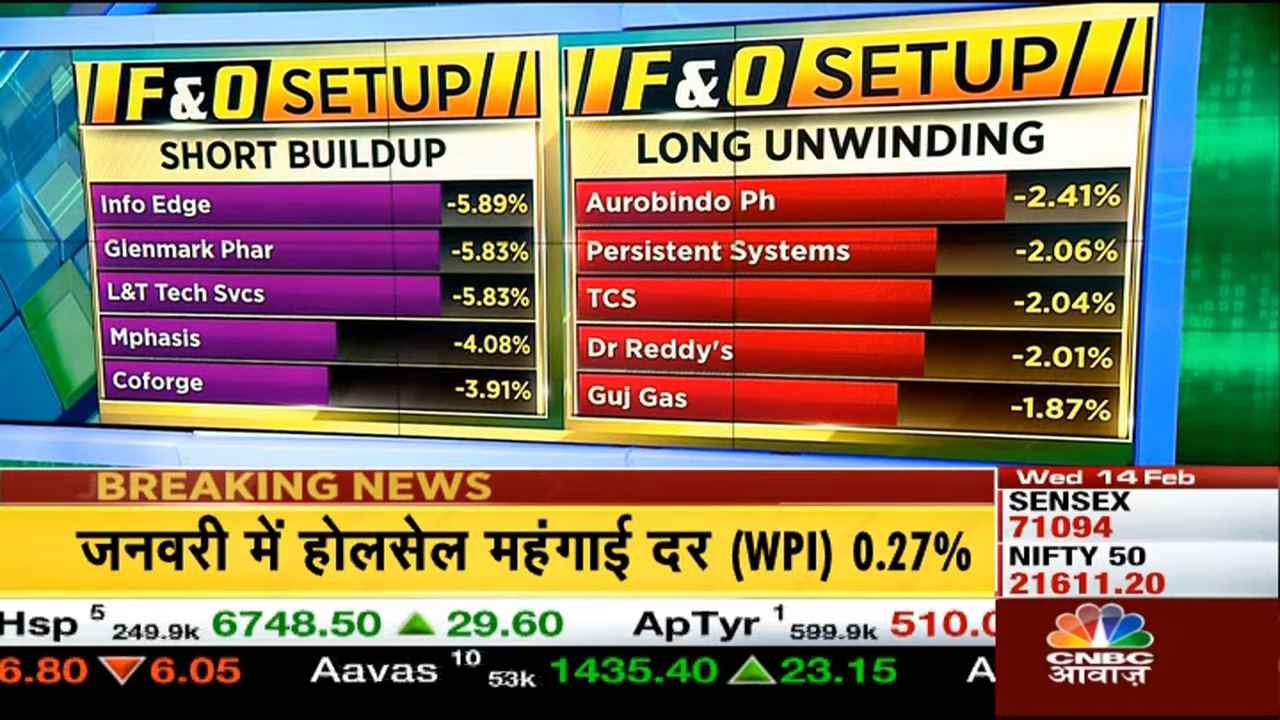 F&O SETUP
SHORT BUILDUP
Info Edge -5.89%
Glenmark Phar -5.83%
L&T Tech Svcs -5.83%
Mphasis -4.08%
Coforge -3.91%
F&O SETUP
LONG UNWINDING
Aurobindo Ph -2.41%
Persistent Systems -2.06%
TCS -2.04%
Dr Reddy's -2.01%
Guj Gas -1.87%
BREAKING NEWS
जनवरी में होलसेल महंगाई दर (WPI) 0.27%
Wed 14 Feb
SENSEX
71094
NIFTY 50
21611.20
Hsp 5 249.9k 6748.50 ▲ 29.60 ApTyr 1 599.9k 510.0
6.80 ▼ 6.05 Aavas 10 53k 1435.40 ▲ 23.15 A
CNBC
आवाज़